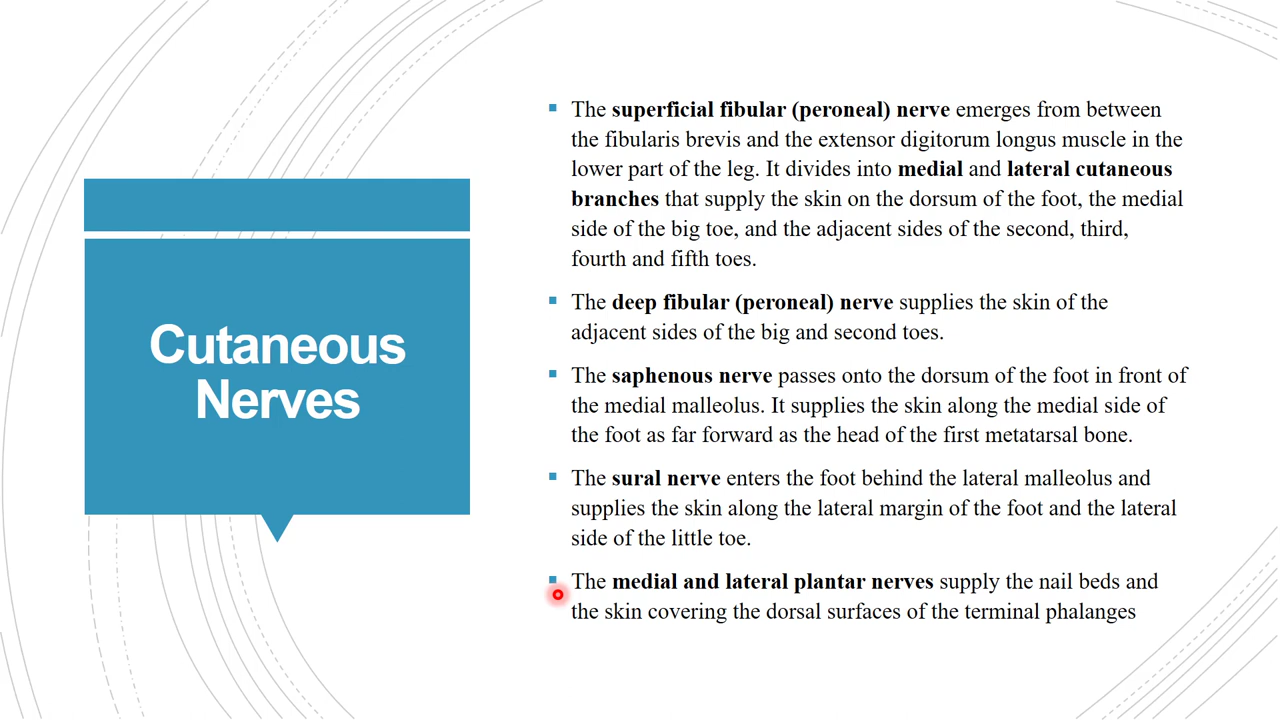 Cutaneous
Nerves
The superficial fibular (peroneal) nerve emerges from between
the fibularis brevis and the extensor digitorum longus muscle in the
lower part of the leg. It divides into medial and lateral cutaneous
branches that supply the skin on the dorsum of the foot, the medial
side of the big toe, and the adjacent sides of the second, third,
fourth and fifth toes.
The deep fibular (peroneal) nerve supplies the skin of the
adjacent sides of the big and second toes.
The saphenous nerve passes onto the dorsum of the foot in front of
the medial malleolus. It supplies the skin along the medial side of
the foot as far forward as the head of the first metatarsal bone.
The sural nerve enters the foot behind the lateral malleolus and
supplies the skin along the lateral margin of the foot and the lateral
side of the little toe.
The medial and lateral plantar nerves supply the nail beds and
the skin covering the dorsal surfaces of the terminal phalanges